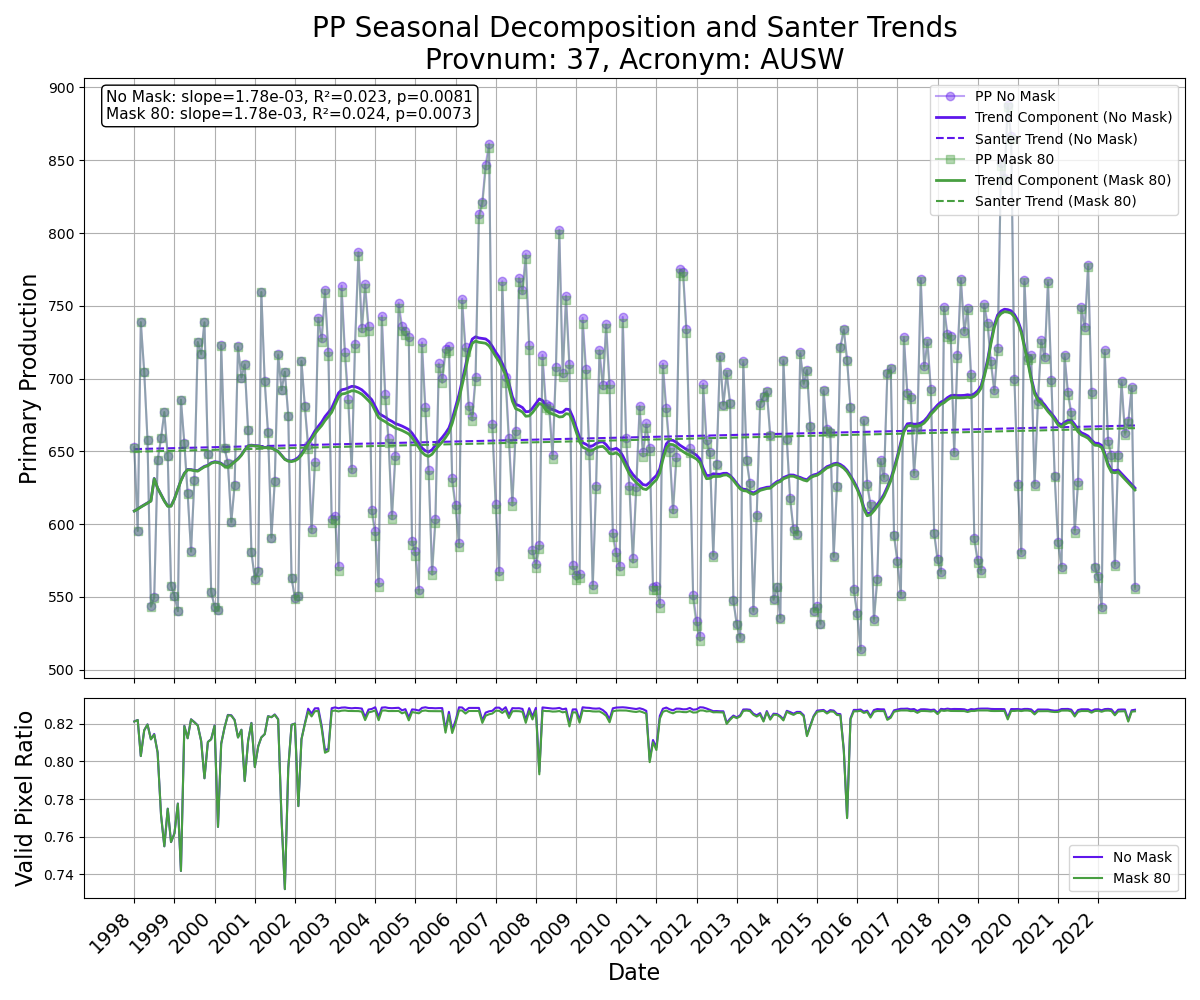 PP Seasonal Decomposition and Santer Trends
Provnum: 37, Acronym: AUSW
No Mask: slope=1.78e-03, R²=0.023, p=0.0081
Mask 80: slope=1.78e-03, R²=0.024, p=0.0073
PP No Mask
Trend Component (No Mask)
Santer Trend (No Mask)
PP Mask 80
Trend Component (Mask 80)
Santer Trend (Mask 80)
Primary Production
900
850
800
750
700
650
600
550
500
Valid Pixel Ratio
0.82
0.80
0.78
0.76
0.74
No Mask
Mask 80
1998
1999
2000
2001
2002
2003
2004
2005
2006
2007
2008
2009
2010
2011
2012
2013
2014
2015
2016
2017
2018
2019
2020
2021
2022
Date